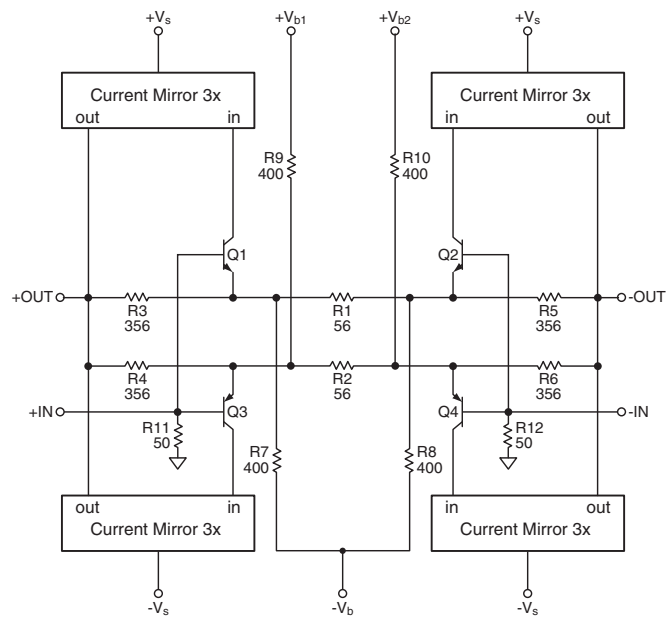 +Vs
+Vb1
+Vb2
+Vs
Current Mirror 3x
out
in
Current Mirror 3x
in
out
R9
400
R10
400
Q1
Q2
+OUT
-OUT
R3
356
R1
56
R5
356
R4
356
R2
56
R6
356
+IN
-IN
Q3
Q4
R11
50
R12
50
R7
400
R8
400
out
in
Current Mirror 3x
in
out
Current Mirror 3x
-Vs
-Vb
-Vs